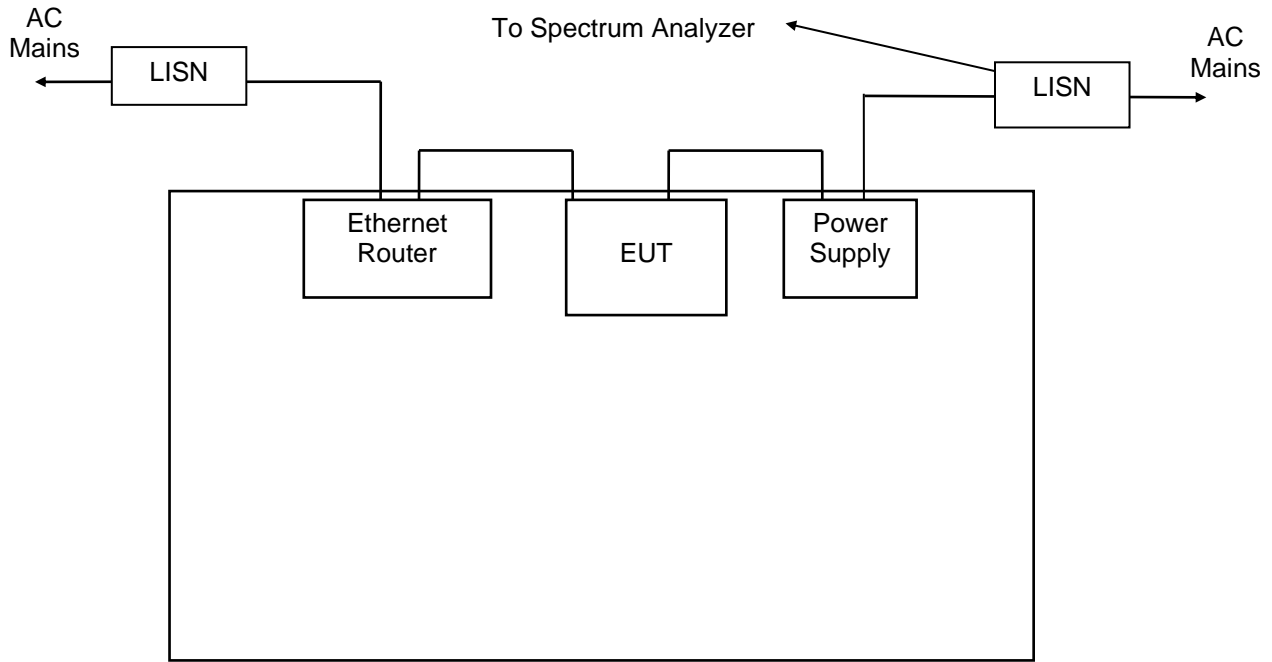 AC
Mains
LISN
To Spectrum Analyzer
LISN
AC
Mains
Ethernet
Router
EUT
Power
Supply